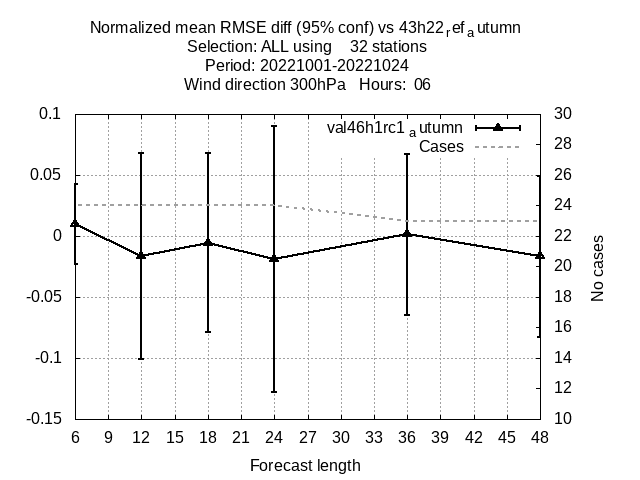 Normalized mean RMSE diff (95% conf) vs 43h22refautumn
Selection: ALL using 32 stations
Period: 20221001-20221024
Wind direction 300hPa Hours: 06
val46h1rc1autumn
Cases
0.1
0.05
0
-0.05
-0.1
-0.15
30
28
26
24
22
20
18
16
14
12
10
No cases
6 9 12 15 18 21 24 27 30 33 36 39 42 45 48
Forecast length